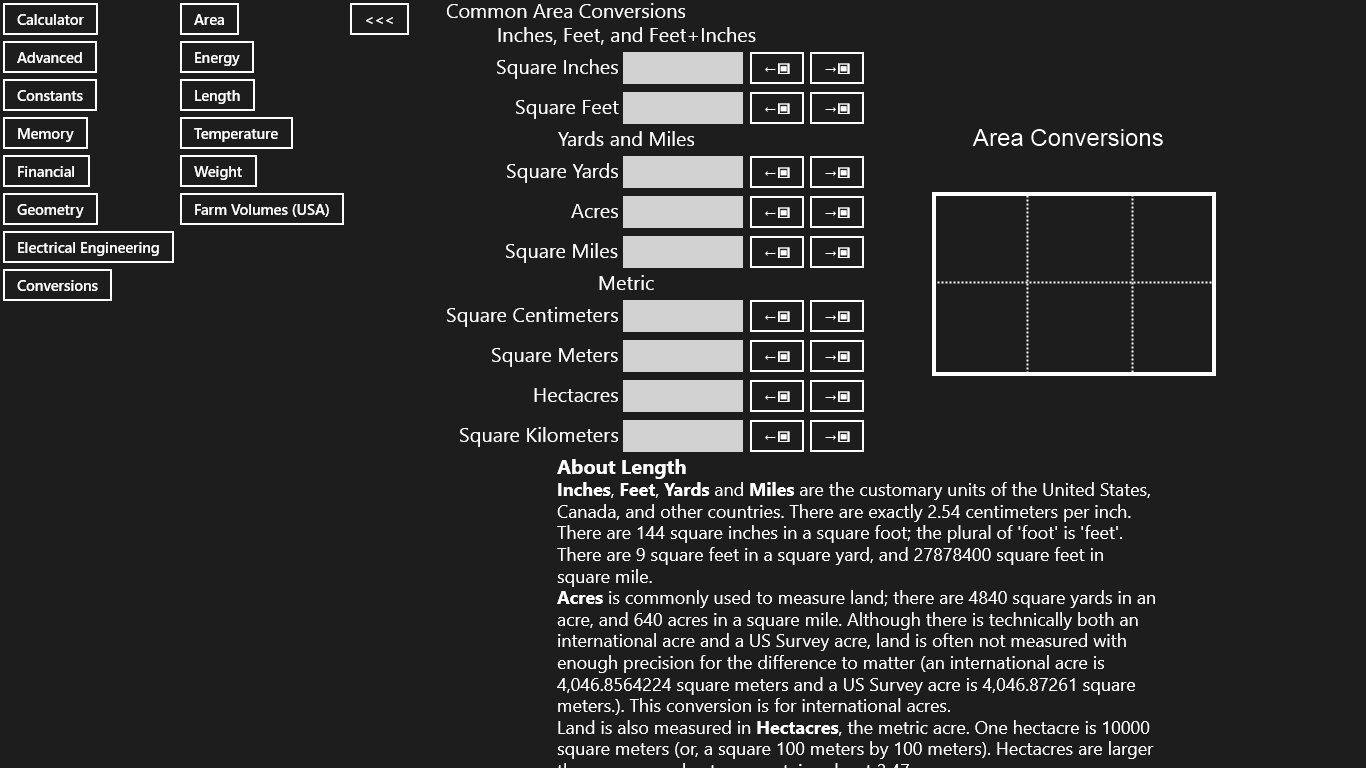 Calculator
Advanced
Constants
Memory
Financial
Geometry
Electrical Engineering
Conversions
Area
Energy
Length
Temperature
Weight
Farm Volumes (USA)
<<<
Common Area Conversions
Inches, Feet, and Feet+Inches
Square Inches ←▣ →▣
Square Feet ←▣ →▣
Yards and Miles
Square Yards ←▣ →▣
Acres ←▣ →▣
Square Miles ←▣ →▣
Metric
Square Centimeters ←▣ →▣
Square Meters ←▣ →▣
Hectacres ←▣ →▣
Square Kilometers ←▣ →▣
Area Conversions
About Length
Inches, Feet, Yards and Miles are the customary units of the United States,
Canada, and other countries. There are exactly 2.54 centimeters per inch.
There are 144 square inches in a square foot; the plural of 'foot' is 'feet'.
There are 9 square feet in a square yard, and 27878400 square feet in
square mile.
Acres is commonly used to measure land; there are 4840 square yards in an
acre, and 640 acres in a square mile. Although there is technically both an
international acre and a US Survey acre, land is often not measured with
enough precision for the difference to matter (an international acre is
4,046.8564224 square meters and a US Survey acre is 4,046.87261 square
meters.). This conversion is for international acres.
Land is also measured in Hectacres, the metric acre. One hectacre is 10000
square meters (or, a square 100 meters by 100 meters). Hectacres are larger